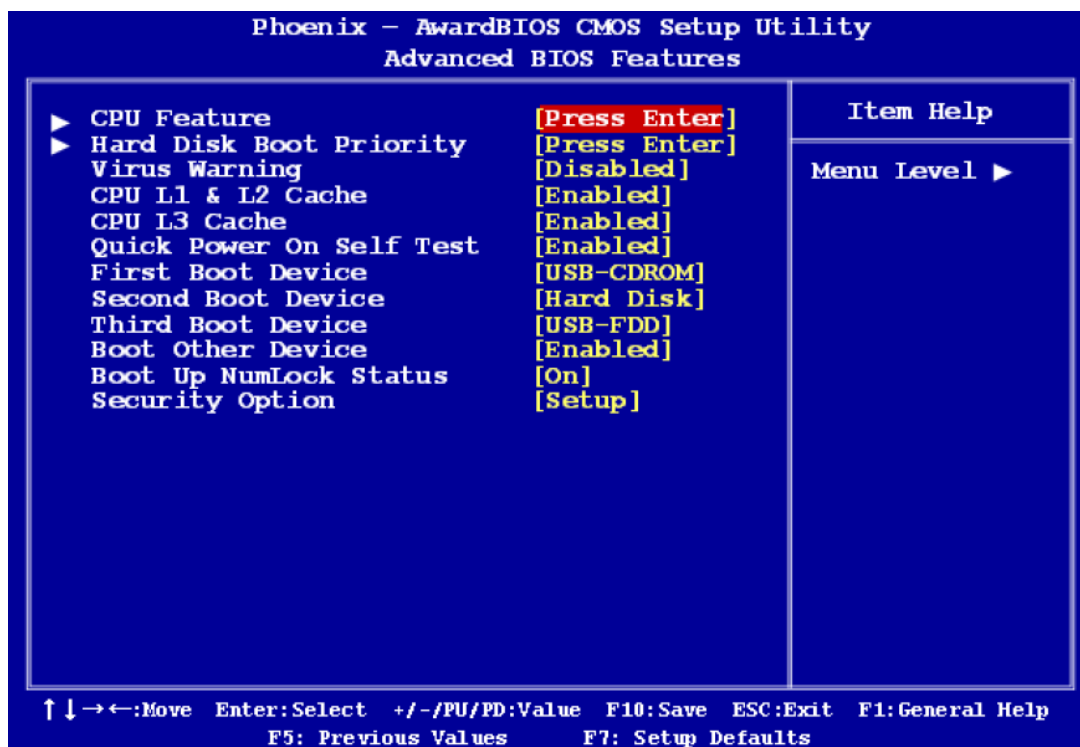 Phoenix - AwardBIOS CMOS Setup Utility
Advanced BIOS Features
▶ CPU Feature [Press Enter]
▶ Hard Disk Boot Priority [Press Enter]
Virus Warning [Disabled]
CPU L1 & L2 Cache [Enabled]
CPU L3 Cache [Enabled]
Quick Power On Self Test [Enabled]
First Boot Device [USB-CDROM]
Second Boot Device [Hard Disk]
Third Boot Device [USB-FDD]
Boot Other Device [Enabled]
Boot Up NumLock Status [On]
Security Option [Setup]
Item Help
Menu Level ▶
↑↓→←:Move Enter:Select +/-/PU/PD:Value F10:Save ESC:Exit F1:General Help
F5: Previous Values F7: Setup Defaults